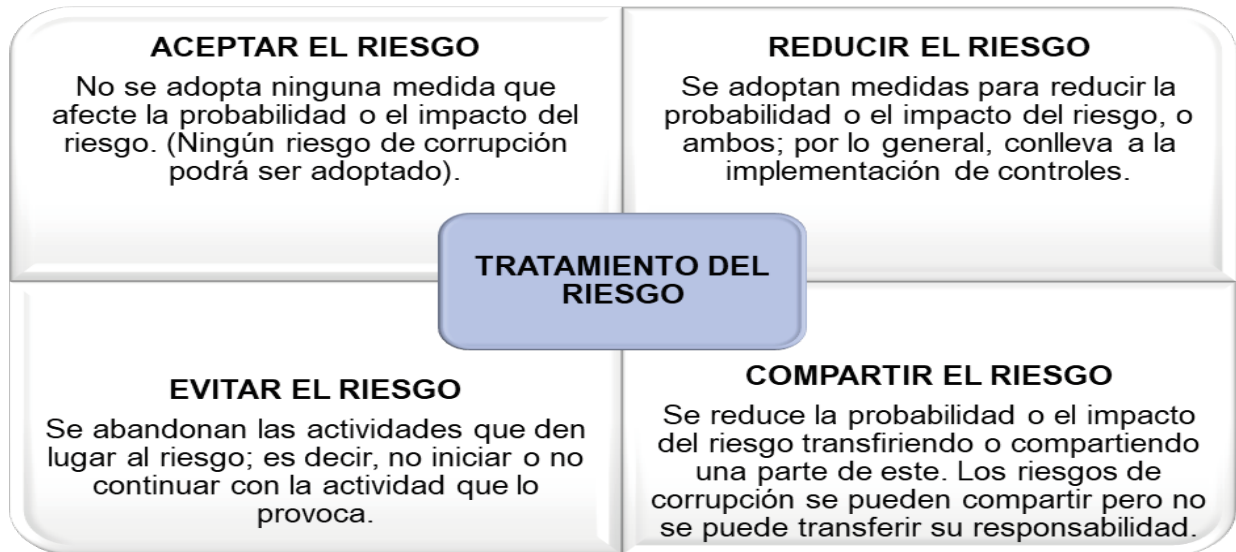 ACEPTAR EL RIESGO
No se adopta ninguna medida que
afecte la probabilidad o el impacto del
riesgo. (Ningún riesgo de corrupción
podrá ser adoptado).
REDUCIR EL RIESGO
Se adoptan medidas para reducir la
probabilidad o el impacto del riesgo, o
ambos; por lo general, conlleva a la
implementación de controles.
TRATAMIENTO DEL
RIESGO
EVITAR EL RIESGO
Se abandonan las actividades que den
lugar al riesgo; es decir, no iniciar o no
continuar con la actividad que lo
provoca.
COMPARTIR EL RIESGO
Se reduce la probabilidad o el impacto
del riesgo transfiriendo o compartiendo
una parte de este. Los riesgos de
corrupción se pueden compartir pero no
se puede transferir su responsabilidad.